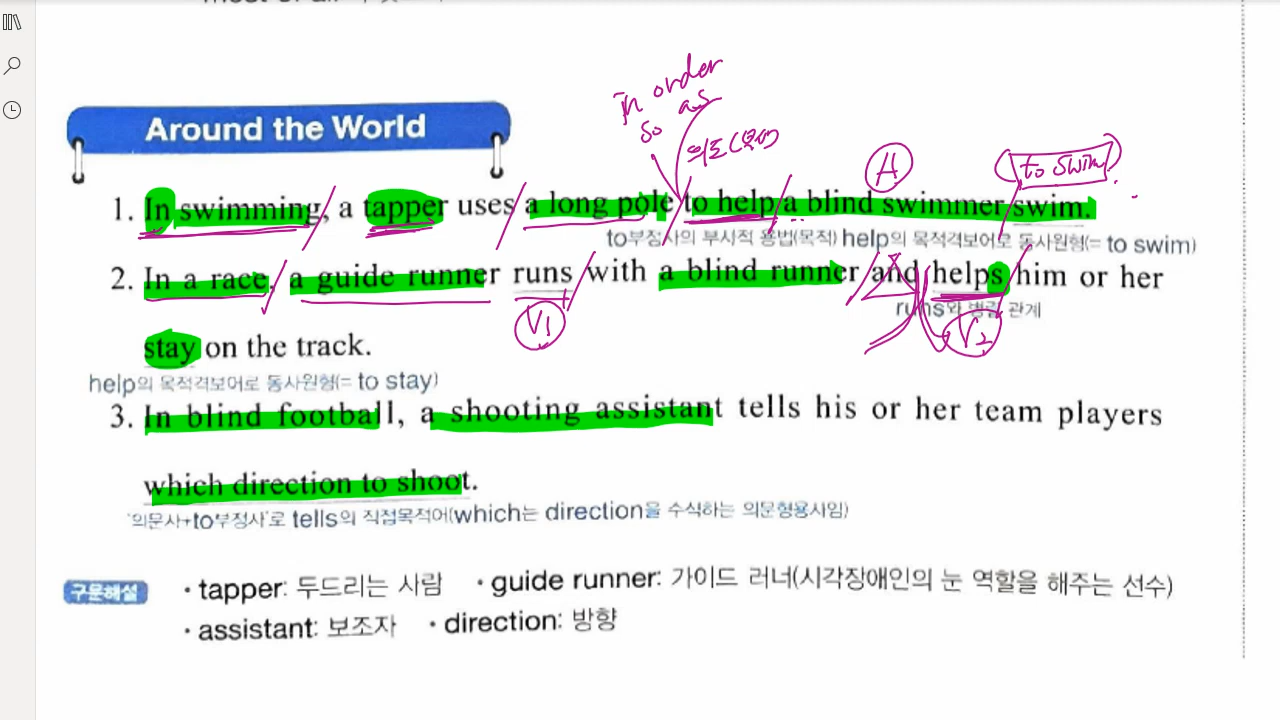 Around the World
in order
so as
의도(목적)
A
to swim
1. In swimming, a tapper uses a long pole to help a blind swimmer swim.
to부정사의 부사적 용법(목적) help의 목적격보어로 동사원형(= to swim)
2. In a race, a guide runner runs with a blind runner and helps him or her
runs와 병렬 관계
V1
V2
stay on the track.
help의 목적격보어로 동사원형(= to stay)
3. In blind football, a shooting assistant tells his or her team players
which direction to shoot.
'의문사+to부정사'로 tells의 직접목적어(which는 direction을 수식하는 의문형용사임)
구문해설
• tapper: 두드리는 사람 • guide runner: 가이드 러너(시각장애인의 눈 역할을 해주는 선수)
• assistant: 보조자 • direction: 방향